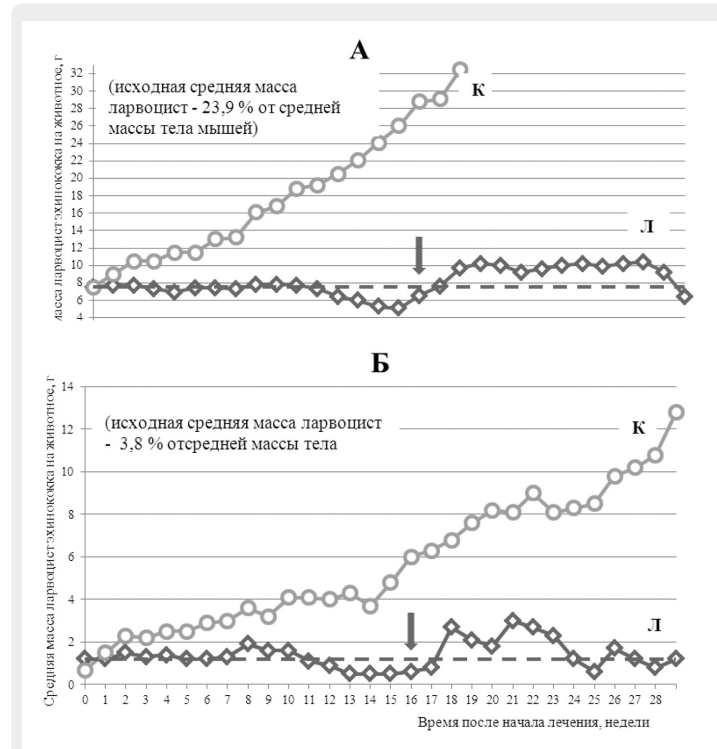 А
асса ларвоцист эхинококка на животное, г
32
30
28
26
24
22
20
18
16
14
12
10
8
6
4
(исходная средняя масса
ларвоцист - 23,9 % от средней
массы тела мышей)
К
Л
Б
Средняя масса ларвоцист эхинококка на животное, г
14
12
10
8
6
4
2
0
(исходная средняя масса ларвоцист
- 3,8 % отсредней массы тела
К
Л
0 1 2 3 4 5 6 7 8 9 10 11 12 13 14 15 16 17 18 19 20 21 22 23 24 25 26 27 28
Время после начала лечения, недели